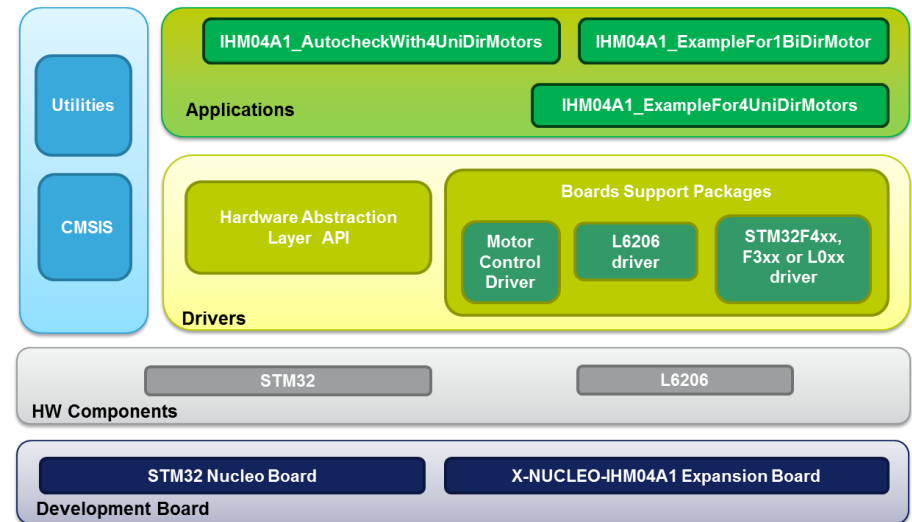 IHM04A1_AutocheckWith4UniDirMotors
IHM04A1_ExampleFor1BiDirMotor
IHM04A1_ExampleFor4UniDirMotors
Applications
Utilities
CMSIS
Hardware Abstraction
Layer API
Boards Support Packages
Motor
Control
Driver
L6206
driver
STM32F4xx,
F3xx or L0xx
driver
Drivers
STM32
L6206
HW Components
STM32 Nucleo Board
X-NUCLEO-IHM04A1 Expansion Board
Development Board